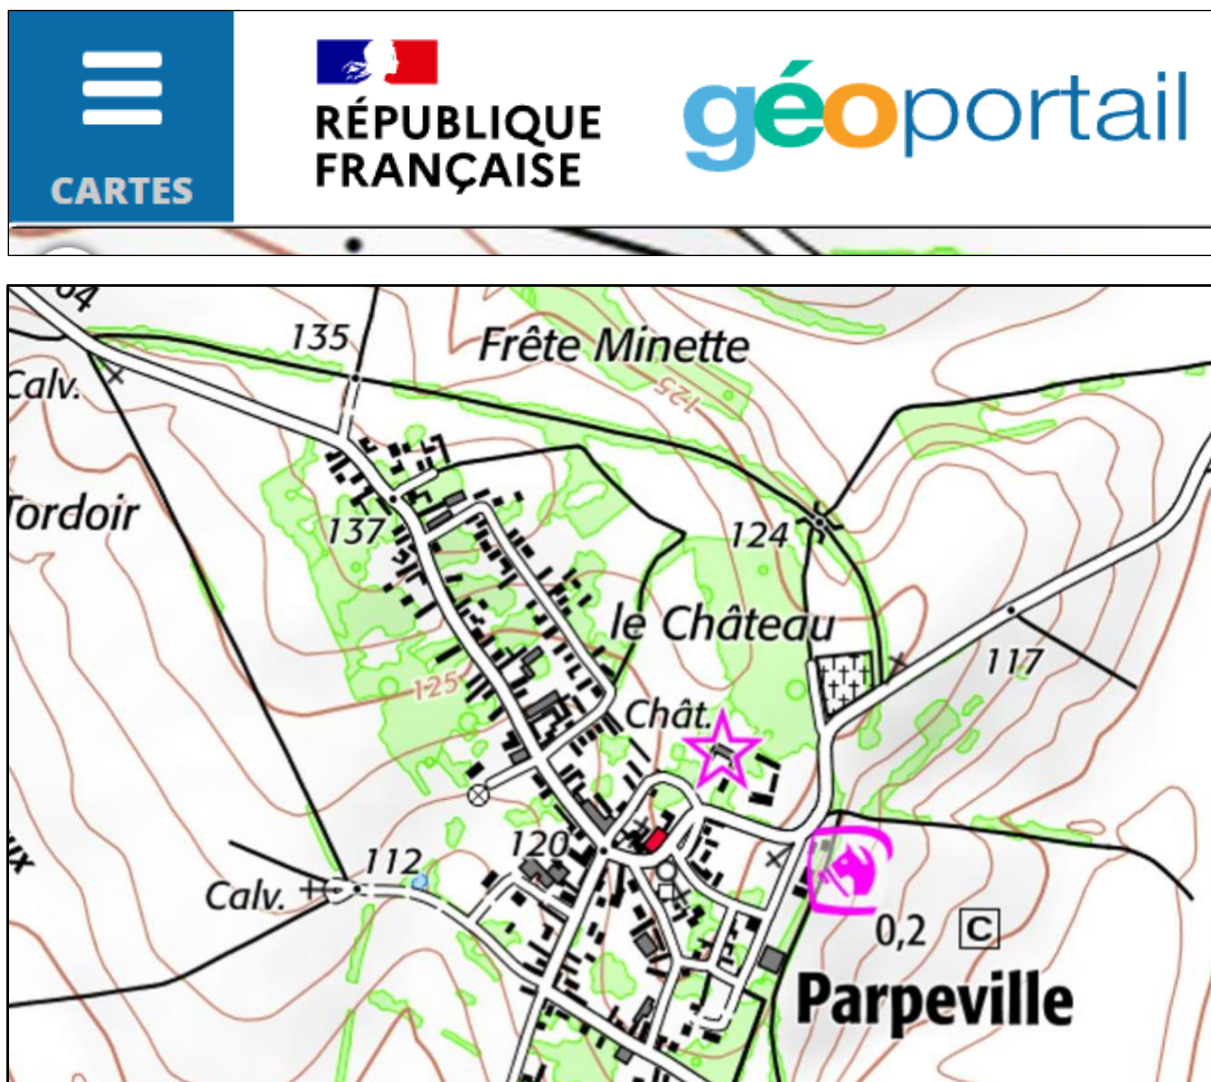 CARTES
RÉPUBLIQUE
FRANÇAISE
géoportail
64
135
Frête Minette
Calv.
125
Tordoir
137
124
le Château
117
125
Chât.
120
112
Calv.
0,2 C
Parpeville